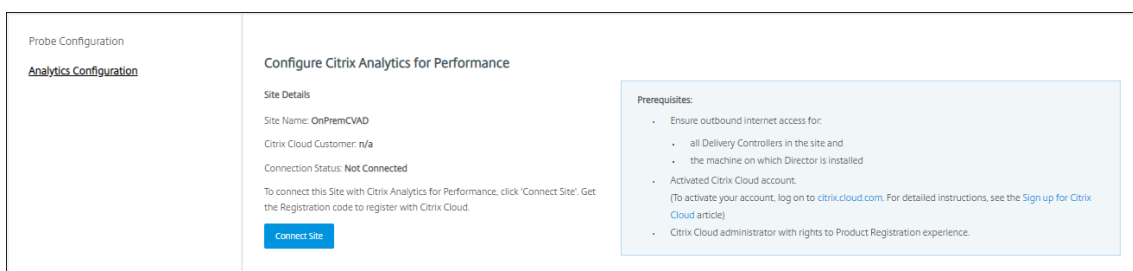 Probe Configuration
Analytics Configuration
Configure Citrix Analytics for Performance
Site Details
Site Name: OnPremCVAD
Citrix Cloud Customer: n/a
Connection Status: Not Connected
To connect this Site with Citrix Analytics for Performance, click 'Connect Site'. Get
the Registration code to register with Citrix Cloud.
Connect Site
Prerequisites:
• Ensure outbound internet access for:
• all Delivery Controllers in the site and
• the machine on which Director is installed
• Activated Citrix Cloud account.
(To activate your account, log on to citrix.cloud.com. For detailed instructions, see the Sign up for Citrix
Cloud article)
• Citrix Cloud administrator with rights to Product Registration experience.